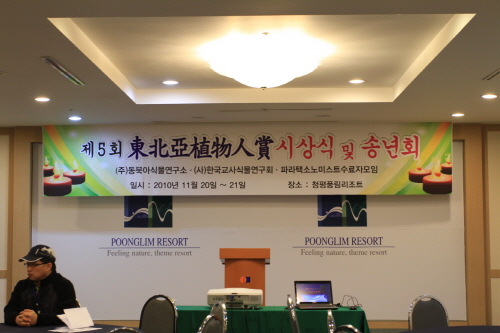 제5회 東北亞植物人賞 시상식 및 송년회
(주)동북아식물연구소 · (사)한국교사식물연구회 · 파라택소노미스트수료자모임
일시 : 2010년 11월 20일 ~ 21일 장소 : 청평풍림리조트
POONGLIM RESORT
Feeling nature, theme resort
POONGLIM RESORT
Feeling nature, theme resort